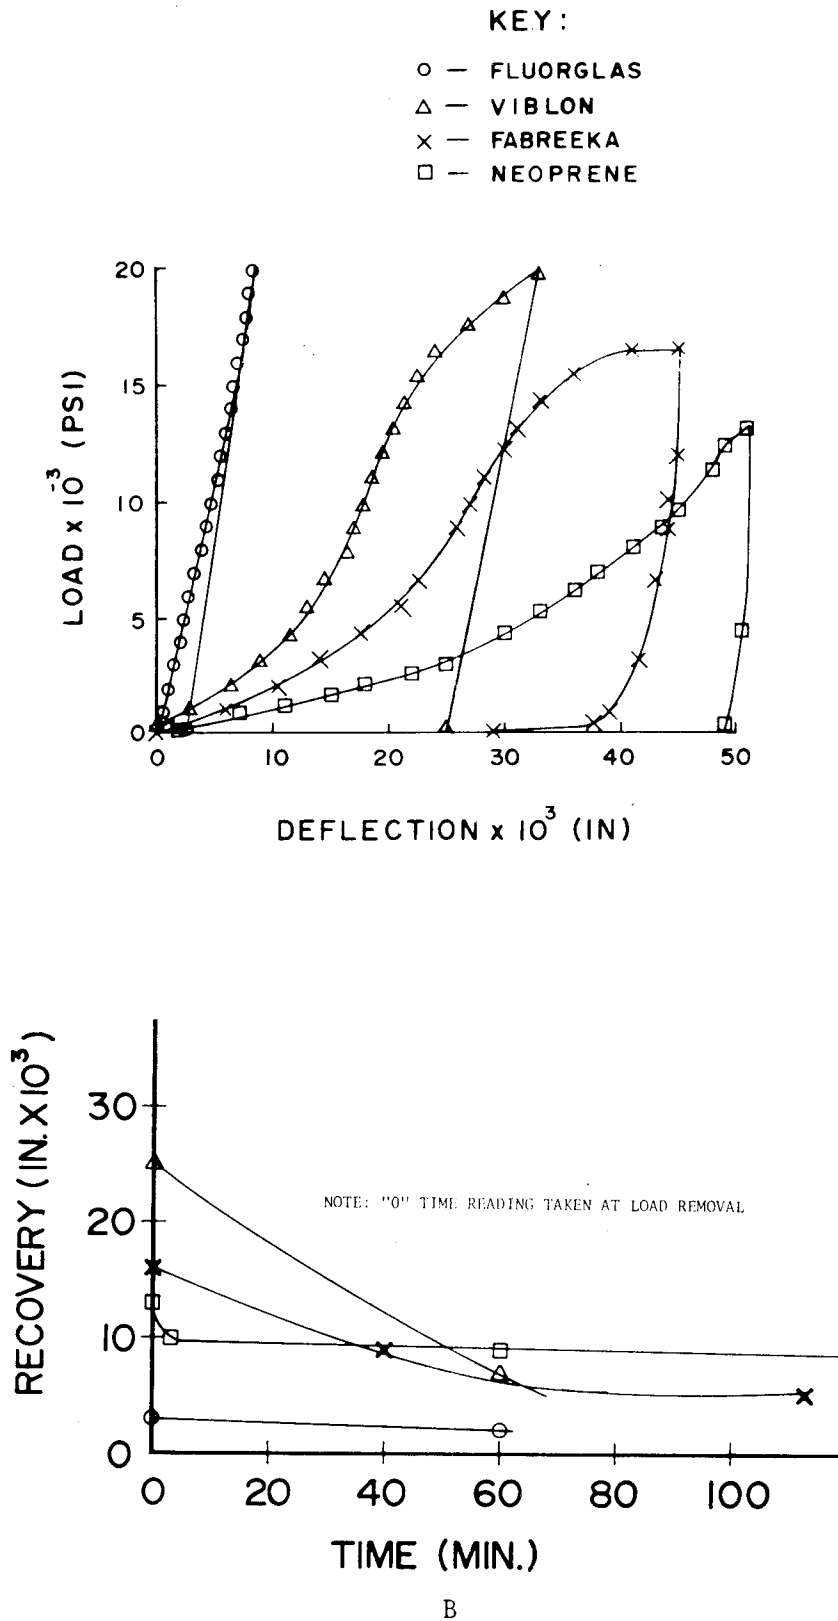 KEY:
O — FLUORGLAS
△ — VIBLON
X — FABREEKA
□ — NEOPRENE
20
15
10
5
0
LOAD x 10⁻³ (PSI)
0 10 20 30 40 50
DEFLECTION x 10³ (IN)
RECOVERY (IN. X10³)
30
20
10
0
NOTE: "0" TIME READING TAKEN AT LOAD REMOVAL
0 20 40 60 80 100
TIME (MIN.)
B